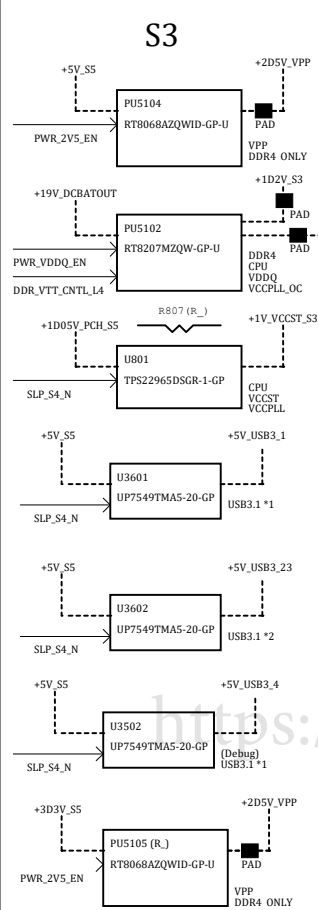 S3
+5V_S5
+2D5V_VPP
PU5104
RT8068AZQWID-GP-U
PAD
PWR_2V5_EN
VPP
DDR4 ONLY
+19V_DCBATOUT
+1D2V_S3
PU5102
RT8207MZQW-GP-U
PAD
PAD
PWR_VDDQ_EN
DDR_VTT_CNTL_L4
DDR4
CPU
VDDQ
VCCPLL_OC
R807(R_)
+1D05V_PCH_S5
+1V_VCCST_S3
U801
TPS22965DSGR-1-GP
SLP_S4_N
CPU
VCCST
VCCPLL
+5V_S5
+5V_USB3_1
U3601
UP7549TMA5-20-GP
SLP_S4_N
USB3.1 *1
+5V_S5
+5V_USB3_23
U3602
UP7549TMA5-20-GP
SLP_S4_N
USB3.1 *2
+5V_S5
+5V_USB3_4
https:/
U3502
UP7549TMA5-20-GP
SLP_S4_N
(Debug)
USB3.1 *1
+3D3V_S5
+2D5V_VPP
PU5105 (R_)
RT8068AZQWID-GP-U
PAD
PWR_2V5_EN
VPP
DDR4 ONLY